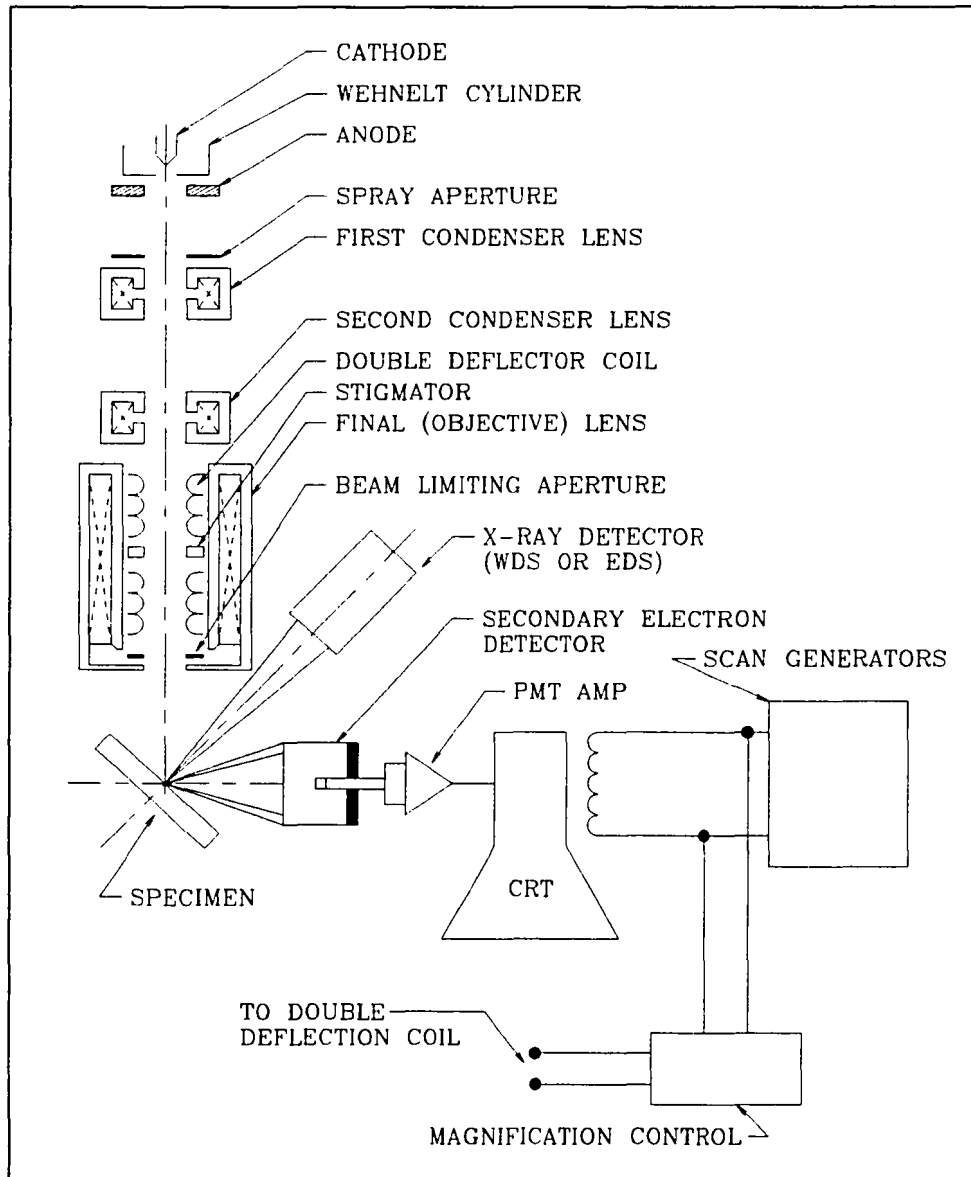 CATHODE
WEHNELT CYLINDER
ANODE
SPRAY APERTURE
FIRST CONDENSER LENS
SECOND CONDENSER LENS
DOUBLE DEFLECTOR COIL
STIGMATOR
FINAL (OBJECTIVE) LENS
BEAM LIMITING APERTURE
X-RAY DETECTOR
(WDS OR EDS)
SECONDARY ELECTRON
DETECTOR
SCAN GENERATORS
PMT AMP
CRT
SPECIMEN
TO DOUBLE
DEFLECTION COIL
MAGNIFICATION CONTROL